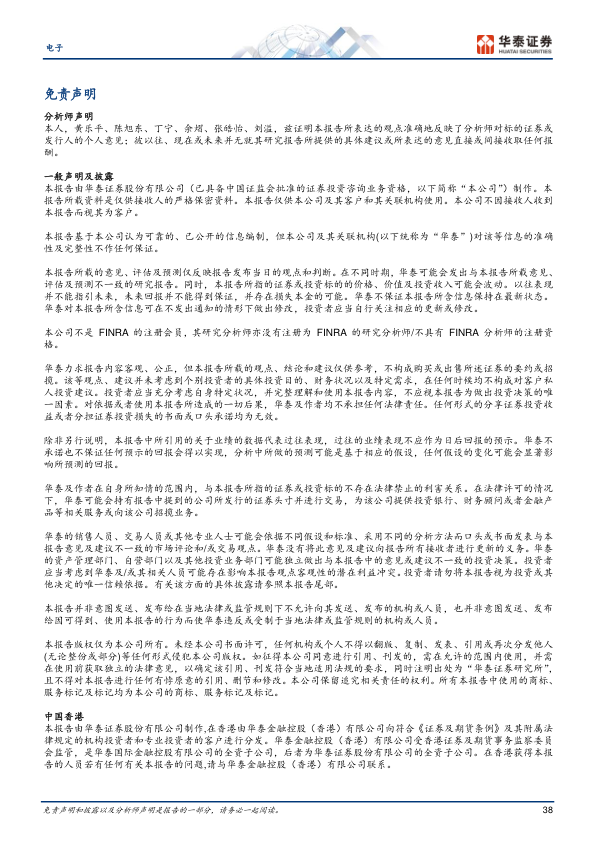 电子
华泰证券
HUATAI SECURITIES
免责声明
分析师声明
本人，黄乐平、陈旭东、丁宁、余熠、张皓怡、刘溢，兹证明本报告所表达的观点准确地反映了分析师对标的证券或
发行人的个人意见；彼以往、现在或未来并无就其研究报告所提供的具体建议或所表达的意见直接或间接收取任何报
酬。
一般声明及披露
本报告由华泰证券股份有限公司（已具备中国证监会批准的证券投资咨询业务资格，以下简称“本公司”）制作。本
报告所载资料是仅供接收人的严格保密资料。本报告仅供本公司及其客户和其关联机构使用。本公司不因接收人收到
本报告而视其为客户。
本报告基于本公司认为可靠的、已公开的信息编制，但本公司及其关联机构(以下统称为“华泰”)对该等信息的准确
性及完整性不作任何保证。
本报告所载的意见、评估及预测仅反映报告发布当日的观点和判断。在不同时期，华泰可能会发出与本报告所载意见、
评估及预测不一致的研究报告。同时，本报告所指的证券或投资标的的价格、价值及投资收入可能会波动。以往表现
并不能指引未来，未来回报并不能得到保证，并存在损失本金的可能。华泰不保证本报告所含信息保持在最新状态。
华泰对本报告所含信息可在不发出通知的情形下做出修改，投资者应当自行关注相应的更新或修改。
本公司不是 FINRA 的注册会员，其研究分析师亦没有注册为 FINRA 的研究分析师/不具有 FINRA 分析师的注册资
格。
华泰力求报告内容客观、公正，但本报告所载的观点、结论和建议仅供参考，不构成购买或出售所述证券的要约或招
揽。该等观点、建议并未考虑到个别投资者的具体投资目的、财务状况以及特定需求，在任何时候均不构成对客户私
人投资建议。投资者应当充分考虑自身特定状况，并完整理解和使用本报告内容，不应视本报告为做出投资决策的唯
一因素。对依据或者使用本报告所造成的一切后果，华泰及作者均不承担任何法律责任。任何形式的分享证券投资收
益或者分担证券投资损失的书面或口头承诺均为无效。
除非另行说明，本报告中所引用的关于业绩的数据代表过往表现，过往的业绩表现不应作为日后回报的预示。华泰不
承诺也不保证任何预示的回报会得以实现，分析中所做的预测可能是基于相应的假设，任何假设的变化可能会显著影
响所预测的回报。
华泰及作者在自身所知情的范围内，与本报告所指的证券或投资标的不存在法律禁止的利害关系。在法律许可的情况
下，华泰可能会持有报告中提到的公司所发行的证券头寸并进行交易，为该公司提供投资银行、财务顾问或者金融产
品等相关服务或向该公司招揽业务。
华泰的销售人员、交易人员或其他专业人士可能会依据不同假设和标准、采用不同的分析方法而口头或书面发表与本
报告意见及建议不一致的市场评论和/或交易观点。华泰没有将此意见及建议向报告所有接收者进行更新的义务。华泰
的资产管理部门、自营部门以及其他投资业务部门可能独立做出与本报告中的意见或建议不一致的投资决策。投资者
应当考虑到华泰及/或其相关人员可能存在影响本报告观点客观性的潜在利益冲突。投资者请勿将本报告视为投资或其
他决定的唯一信赖依据。有关该方面的具体披露请参照本报告尾部。
本报告并非意图发送、发布给在当地法律或监管规则下不允许向其发送、发布的机构或人员，也并非意图发送、发布
给因可得到、使用本报告的行为而使华泰违反或受制于当地法律或监管规则的机构或人员。
本报告版权仅为本公司所有。未经本公司书面许可，任何机构或个人不得以翻版、复制、发表、引用或再次分发他人
(无论整份或部分)等任何形式侵犯本公司版权。如征得本公司同意进行引用、刊发的，需在允许的范围内使用，并需
在使用前获取独立的法律意见，以确定该引用、刊发符合当地适用法规的要求，同时注明出处为“华泰证券研究所”，
且不得对本报告进行任何有悖原意的引用、删节和修改。本公司保留追究相关责任的权利。所有本报告中使用的商标、
服务标记及标记均为本公司的商标、服务标记及标记。
中国香港
本报告由华泰证券股份有限公司制作,在香港由华泰金融控股（香港）有限公司向符合《证券及期货条例》及其附属法
律规定的机构投资者和专业投资者的客户进行分发。华泰金融控股（香港）有限公司受香港证券及期货事务监察委员
会监管，是华泰国际金融控股有限公司的全资子公司，后者为华泰证券股份有限公司的全资子公司。在香港获得本报
告的人员若有任何有关本报告的问题,请与华泰金融控股（香港）有限公司联系。
免责声明和披露以及分析师声明是报告的一部分，请务必一起阅读。
38